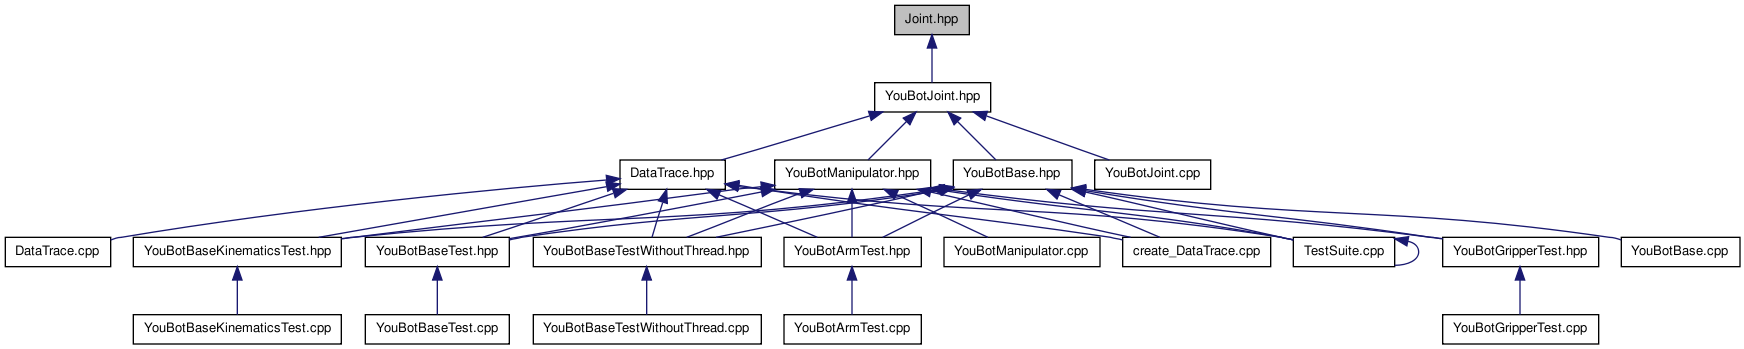 Joint.hpp
YouBotJoint.hpp
DataTrace.hpp
YouBotManipulator.hpp
YouBotBase.hpp
YouBotJoint.cpp
DataTrace.cpp
YouBotBaseKinematicsTest.hpp
YouBotBaseTest.hpp
YouBotBaseTestWithoutThread.hpp
YouBotArmTest.hpp
YouBotManipulator.cpp
create_DataTrace.cpp
TestSuite.cpp
YouBotGripperTest.hpp
YouBotBase.cpp
YouBotBaseKinematicsTest.cpp
YouBotBaseTest.cpp
YouBotBaseTestWithoutThread.cpp
YouBotArmTest.cpp
YouBotGripperTest.cpp